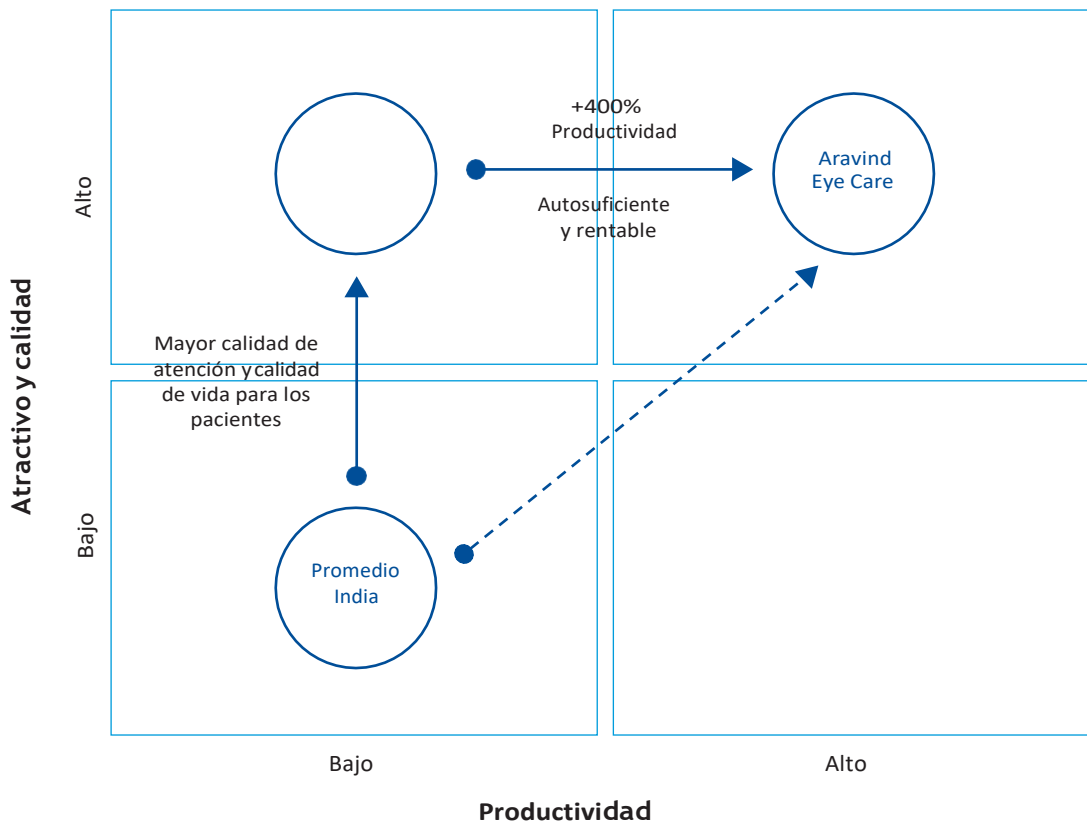 +400%
Productividad
Aravind
Eye Care
Autosuficiente
y rentable
Alto
Atractivo y calidad
Mayor calidad de
atención y calidad
de vida para los
pacientes
Bajo
Promedio
India
Bajo
Alto
Productividad